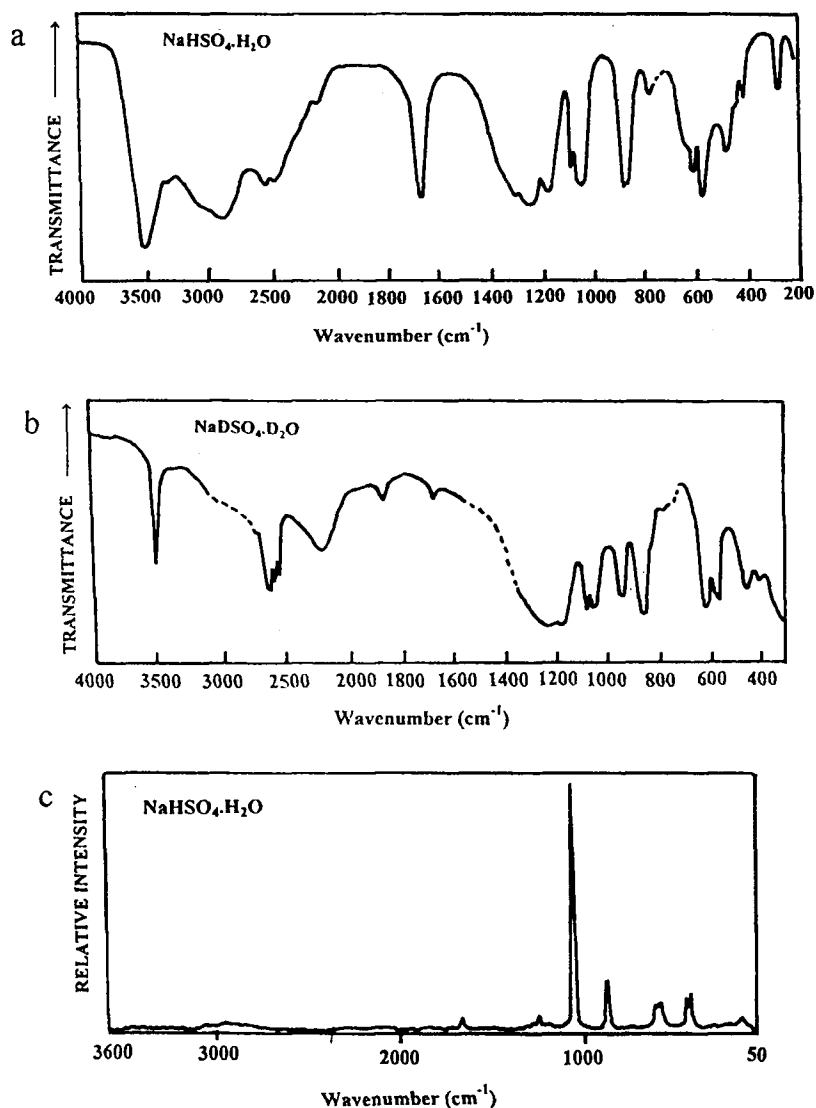 a
NaHSO₄.H₂O
TRANSMITTANCE →
4000 3500 3000 2500 2000 1800 1600 1400 1200 1000 800 600 400 200
Wavenumber (cm⁻¹)
b
NaDSO₄.D₂O
TRANSMITTANCE →
4000 3500 3000 2500 2000 1800 1600 1400 1200 1000 800 600 400
Wavenumber (cm⁻¹)
c
NaHSO₄.H₂O
RELATIVE INTENSITY
3600 3000 2000 1000 50
Wavenumber (cm⁻¹)